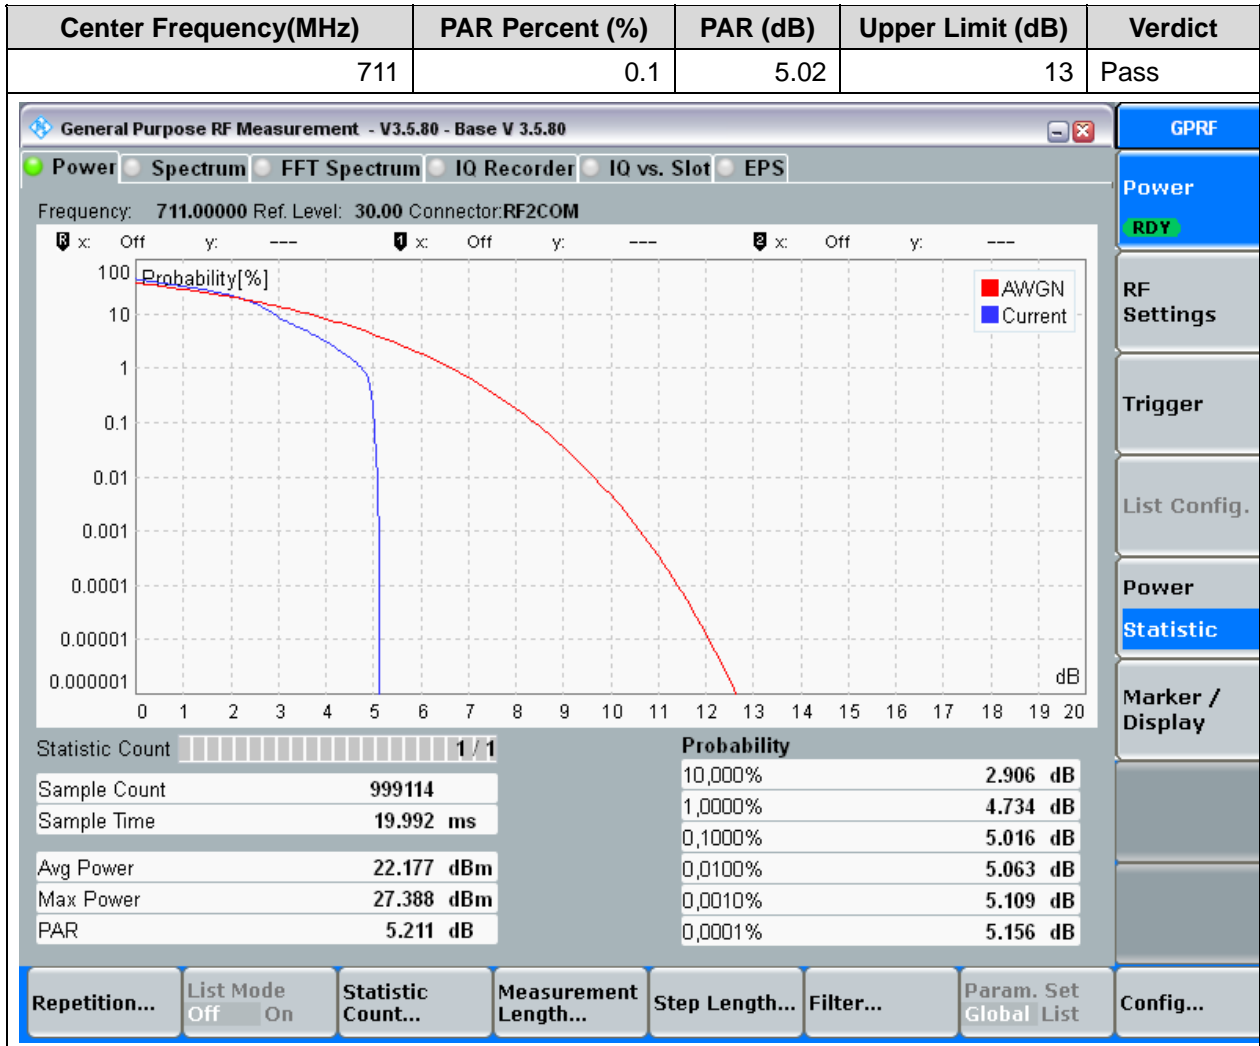 Center Frequency(MHz) PAR Percent (%) PAR (dB) Upper Limit (dB) Verdict
711 0.1 5.02 13 Pass
General Purpose RF Measurement - V3.5.80 - Base V 3.5.80
GPRF
Power Spectrum FFT Spectrum IQ Recorder IQ vs. Slot EPS
Power
RDY
Frequency: 711.00000 Ref. Level: 30.00 Connector:RF2COM
R x: Off y: --- 1 x: Off y: --- 2 x: Off y: ---
Probability[%]
AWGN
Current
100
10
1
0.1
0.01
0.001
0.0001
0.00001
0.000001
dB
0 1 2 3 4 5 6 7 8 9 10 11 12 13 14 15 16 17 18 19 20
RF
Settings
Trigger
List Config.
Power
Statistic
Marker /
Display
Statistic Count 1 / 1
Sample Count 999114
Sample Time 19.992 ms
Avg Power 22.177 dBm
Max Power 27.388 dBm
PAR 5.211 dB
Probability
10,000% 2.906 dB
1,0000% 4.734 dB
0,1000% 5.016 dB
0,0100% 5.063 dB
0,0010% 5.109 dB
0,0001% 5.156 dB
Repetition...
List Mode
Off On
Statistic
Count...
Measurement
Length...
Step Length...
Filter...
Param. Set
Global List
Config...